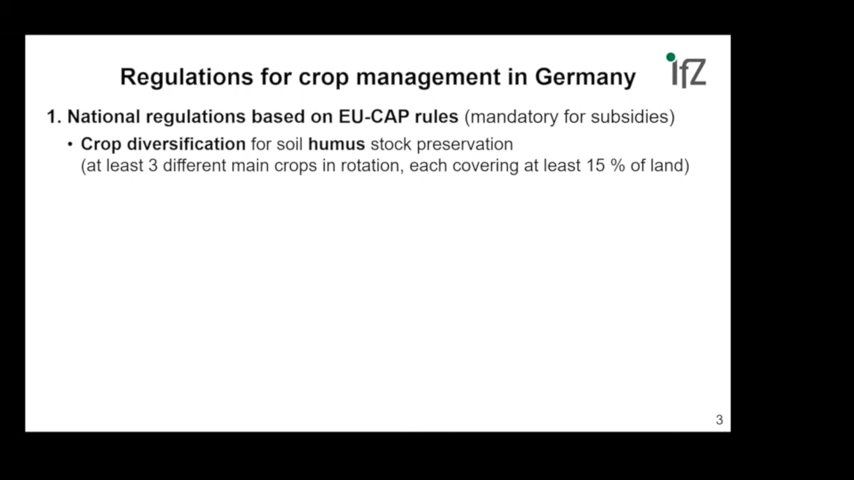 Regulations for crop management in Germany
ifZ
1. National regulations based on EU-CAP rules (mandatory for subsidies)
• Crop diversification for soil humus stock preservation
(at least 3 different main crops in rotation, each covering at least 15 % of land)
3